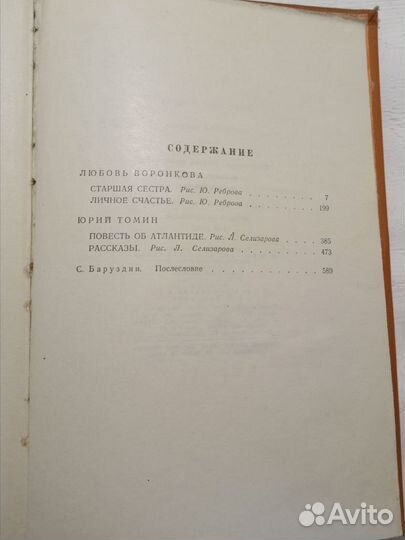 СОДЕРЖАНИЕ
ЛЮБОВЬ ВОРОНКОВА
СТАРШАЯ СЕСТРА. Рис. Ю. Реброва . . . . . . . . 7
ЛИЧНОЕ СЧАСТЬЕ. Рис. Ю. Реброва . . . . . . . . 199
ЮРИЙ ТОМИН
ПОВЕСТЬ ОБ АТЛАНТИДЕ. Рис. Л. Селизарова . . . . 385
РАССКАЗЫ. Рис. Л. Селизарова . . . . . . . . . 473
С. Баруздин. Послесловие . . . . . . . . . . . 589
Avito